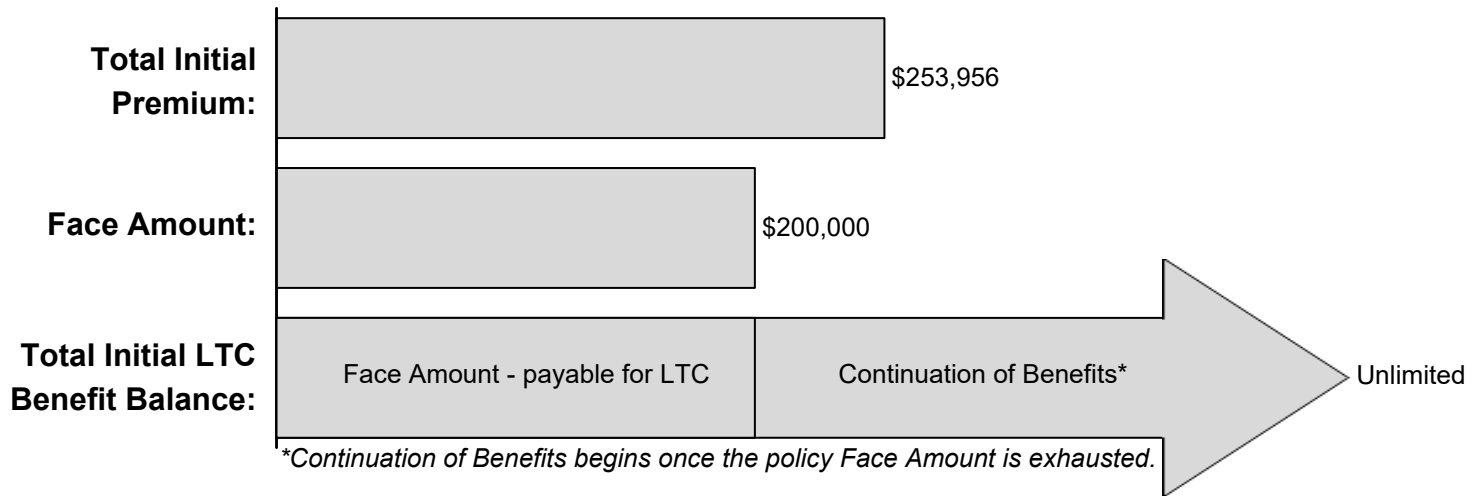 Total Initial
Premium:
$253,956
Face Amount:
$200,000
Total Initial LTC
Benefit Balance:
Face Amount - payable for LTC
Continuation of Benefits*
Unlimited
*Continuation of Benefits begins once the policy Face Amount is exhausted.